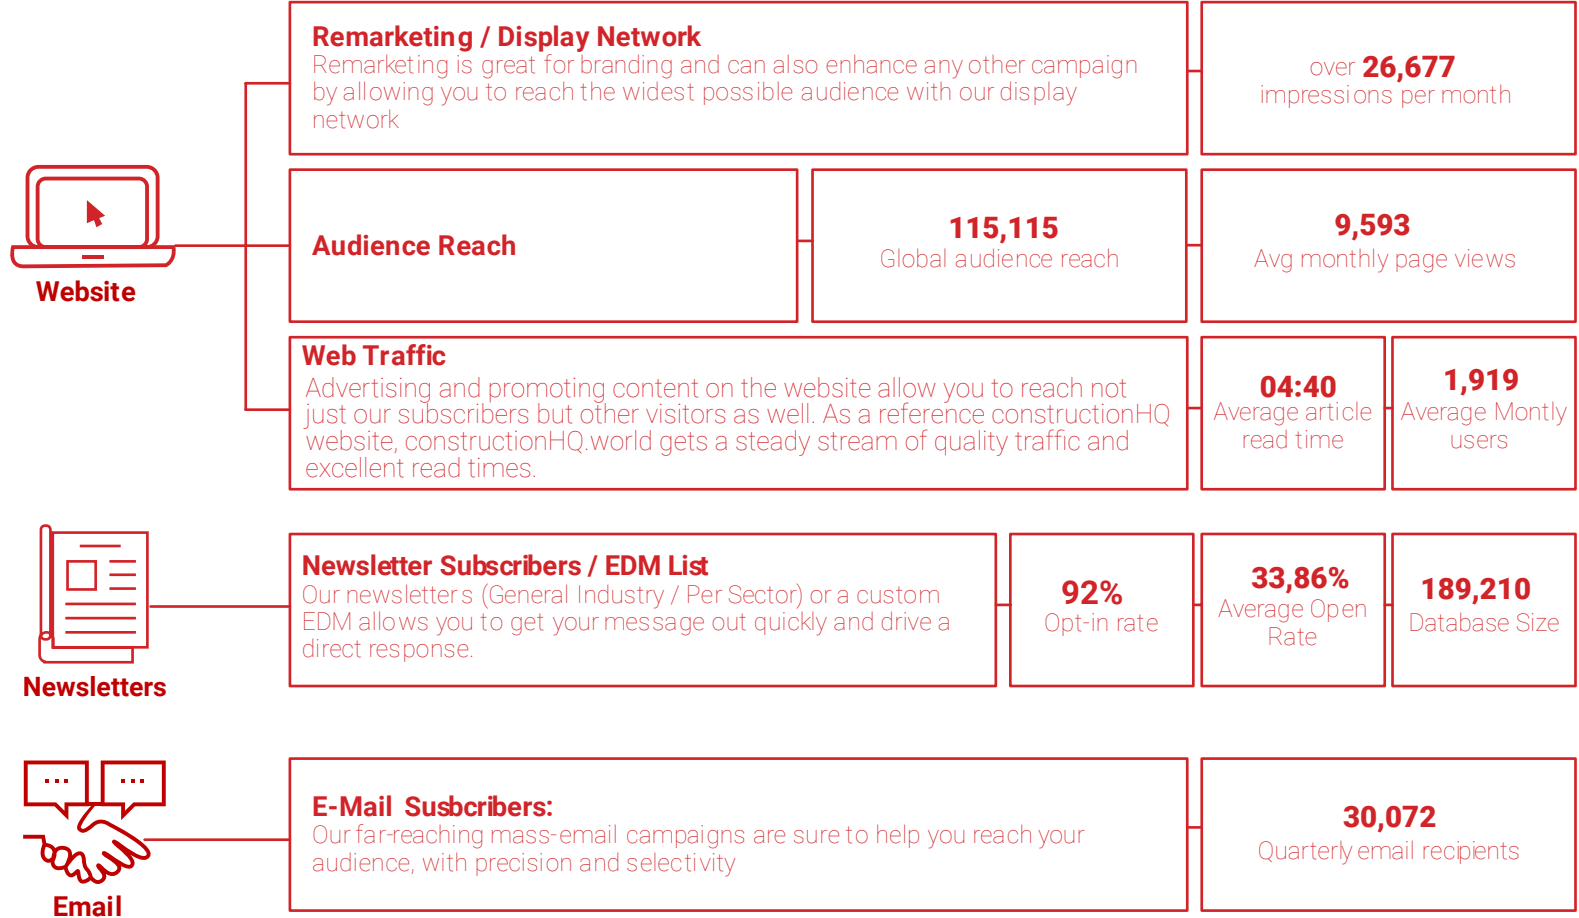 Remarketing / Display Network
Remarketing is great for branding and can also enhance any other campaign
by allowing you to reach the widest possible audience with our display
network
over 26,677
impressions per month
Website
Audience Reach
115,115
Global audience reach
9,593
Avg monthly page views
Web Traffic
Advertising and promoting content on the website allow you to reach not
just our subscribers but other visitors as well. As a reference constructionHQ
website, constructionHQ.world gets a steady stream of quality traffic and
excellent read times.
04:40
Average article
read time
1,919
Average Montly
users
Newsletters
Newsletter Subscribers / EDM List
Our newsletters (General Industry / Per Sector) or a custom
EDM allows you to get your message out quickly and drive a
direct response.
92%
Opt-in rate
33,86%
Average Open
Rate
189,210
Database Size
Email
E-Mail Susbcribers:
Our far-reaching mass-email campaigns are sure to help you reach your
audience, with precision and selectivity
30,072
Quarterly email recipients